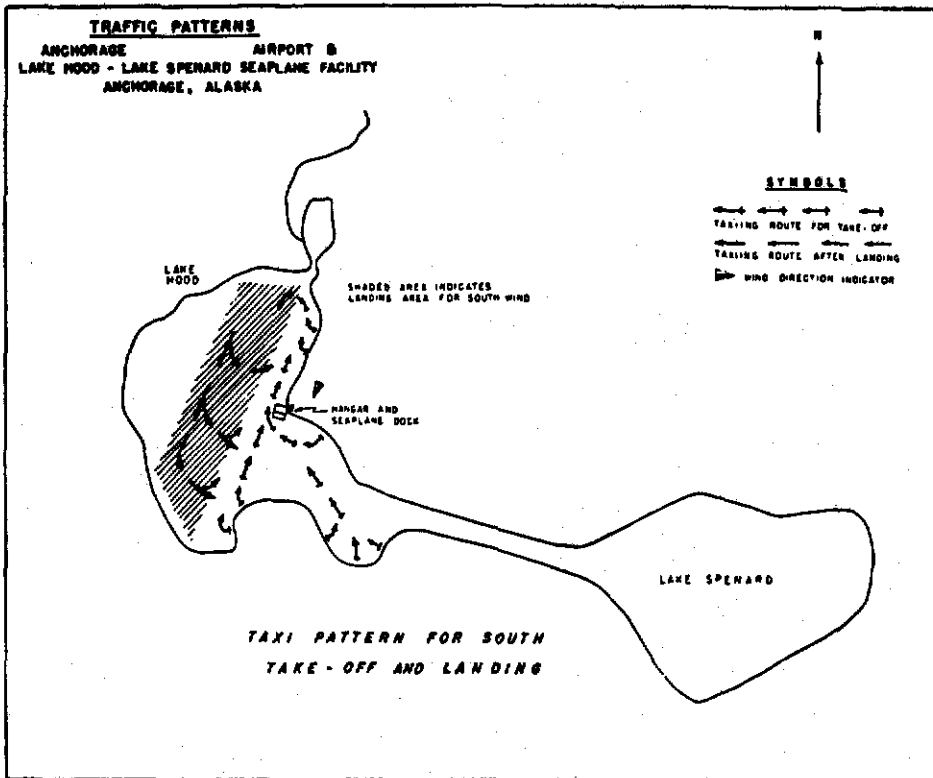 TRAFFIC PATTERNS
ANCHORAGE AIRPORT &
LAKE HOOD - LAKE SPENARD SEAPLANE FACILITY
ANCHORAGE, ALASKA
N
SYMBOLS
TAXIING ROUTE FOR TAKE-OFF
TAXIING ROUTE AFTER LANDING
WIND DIRECTION INDICATOR
LAKE
HOOD
SHADED AREA INDICATES
LANDING AREA FOR SOUTH WIND
HANGAR AND
SEAPLANE DOCK
LAKE SPENARD
TAXI PATTERN FOR SOUTH
TAKE-OFF AND LANDING